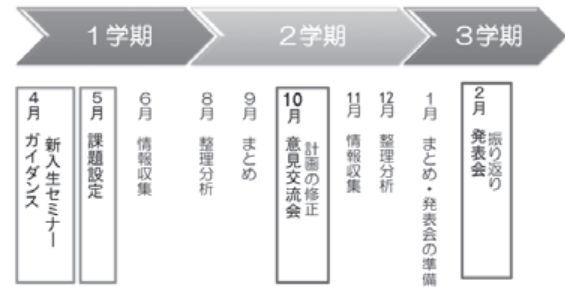 1学期
2学期
3学期
4月
新入生セミナー
ガイダンス
5月
課題設定
6月
情報収集
8月
整理分析
9月
まとめ
10月
計画の修正
意見交流会
11月
情報収集
12月
整理分析
1月
まとめ・発表会の準備
2月
振り返り
発表会